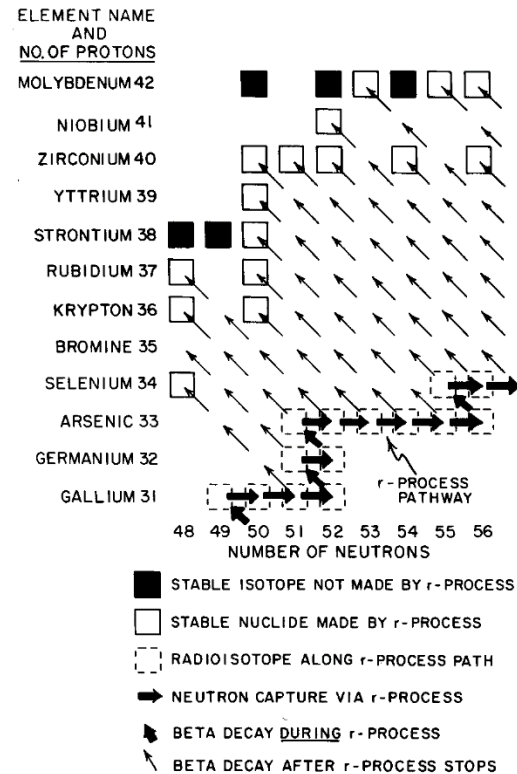 ELEMENT NAME
AND
NO. OF PROTONS
MOLYBDENUM 42
NIOBIUM 41
ZIRCONIUM 40
YTTRIUM 39
STRONTIUM 38
RUBIDIUM 37
KRYPTON 36
BROMINE 35
SELENIUM 34
ARSENIC 33
GERMANIUM 32
r-PROCESS
PATHWAY
GALLIUM 31
48 49 50 51 52 53 54 55 56
NUMBER OF NEUTRONS
STABLE ISOTOPE NOT MADE BY r-PROCESS
STABLE NUCLIDE MADE BY r-PROCESS
RADIOISOTOPE ALONG r-PROCESS PATH
NEUTRON CAPTURE VIA r-PROCESS
BETA DECAY DURING r-PROCESS
BETA DECAY AFTER r-PROCESS STOPS